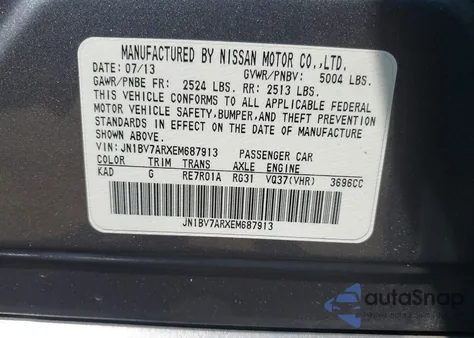 MANUFACTURED BY NISSAN MOTOR CO.,LTD.
DATE: 07/13 GVWR/PNBV: 5004 LBS.
GAWR/PNBE FR: 2524 LBS. RR: 2513 LBS.
THIS VEHICLE CONFORMS TO ALL APPLICABLE FEDERAL
MOTOR VEHICLE SAFETY, BUMPER, AND THEFT PREVENTION
STANDARDS IN EFFECT ON THE DATE OF MANUFACTURE
SHOWN ABOVE.
VIN: JN1BV7ARXEM687913 PASSENGER CAR
COLOR TRIM TRANS AXLE ENGINE
KAD G RE7R01A RG31 VQ37(VHR) 3696CC
JN1BV7ARXEM687913
autoSnap